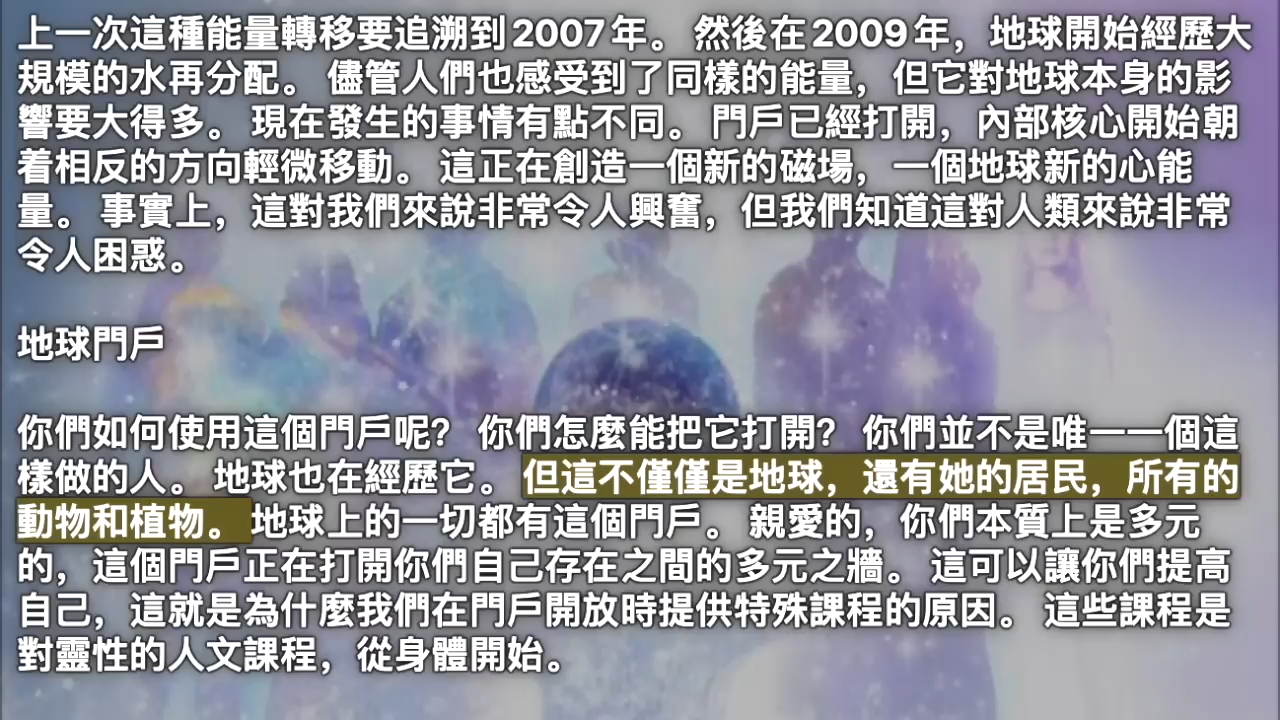 上一次這種能量轉移要追溯到2007年。 然後在2009年，地球開始經歷大
規模的水再分配。 儘管人們也感受到了同樣的能量，但它對地球本身的影
響要大得多。 現在發生的事情有點不同。 門戶已經打開，內部核心開始朝
着相反的方向輕微移動。 這正在創造一個新的磁場，一個地球新的心能
量。 事實上，這對我們來說非常令人興奮，但我們知道這對人類來說非常
令人困惑。
地球門戶
你們如何使用這個門戶呢？ 你們怎麼能把它打開？ 你們並不是唯一一個這
樣做的人。 地球也在經歷它。 但這不僅僅是地球，還有她的居民，所有的
動物和植物。 地球上的一切都有這個門戶。 親愛的，你們本質上是多元
的，這個門戶正在打開你們自己存在之間的多元之牆。 這可以讓你們提高
自己，這就是為什麼我們在門戶開放時提供特殊課程的原因。 這些課程是
對靈性的人文課程，從身體開始。